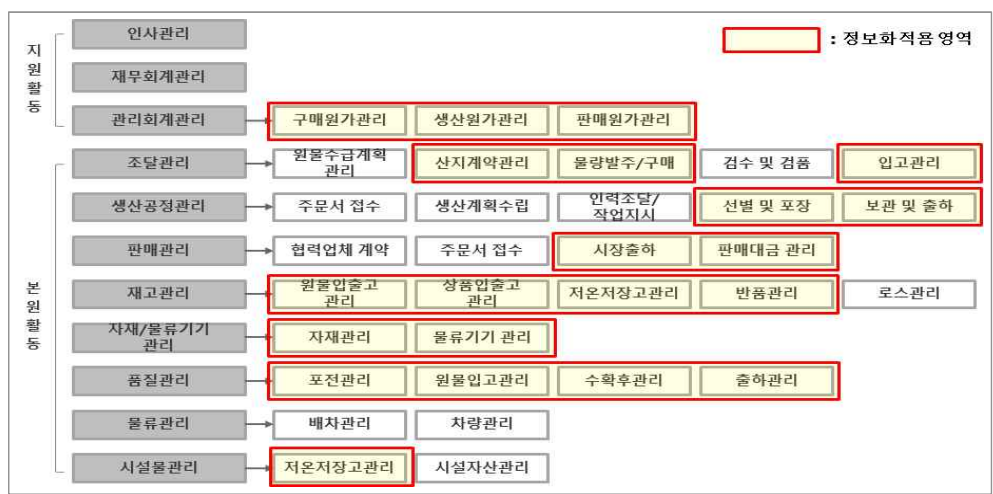 : 정보화적용 영역
지원활동
인사관리
재무회계관리
관리회계관리 구매원가관리 생산원가관리 판매원가관리
본원활동
조달관리 원물수급계획 관리 산지계약관리 물량발주/구매 검수 및 검품 입고관리
생산공정관리 주문서 접수 생산계획수립 인력조달/ 작업지시 선별 및 포장 보관 및 출하
판매관리 협력업체 계약 주문서 접수 시장출하 판매대금 관리
재고관리 원물입출고 관리 상품입출고 관리 저온저장고관리 반품관리 로스관리
자재/물류기기 관리 자재관리 물류기기 관리
품질관리 포전관리 원물입고관리 수확후관리 출하관리
물류관리 배차관리 차량관리
시설물관리 저온저장고관리 시설자산관리